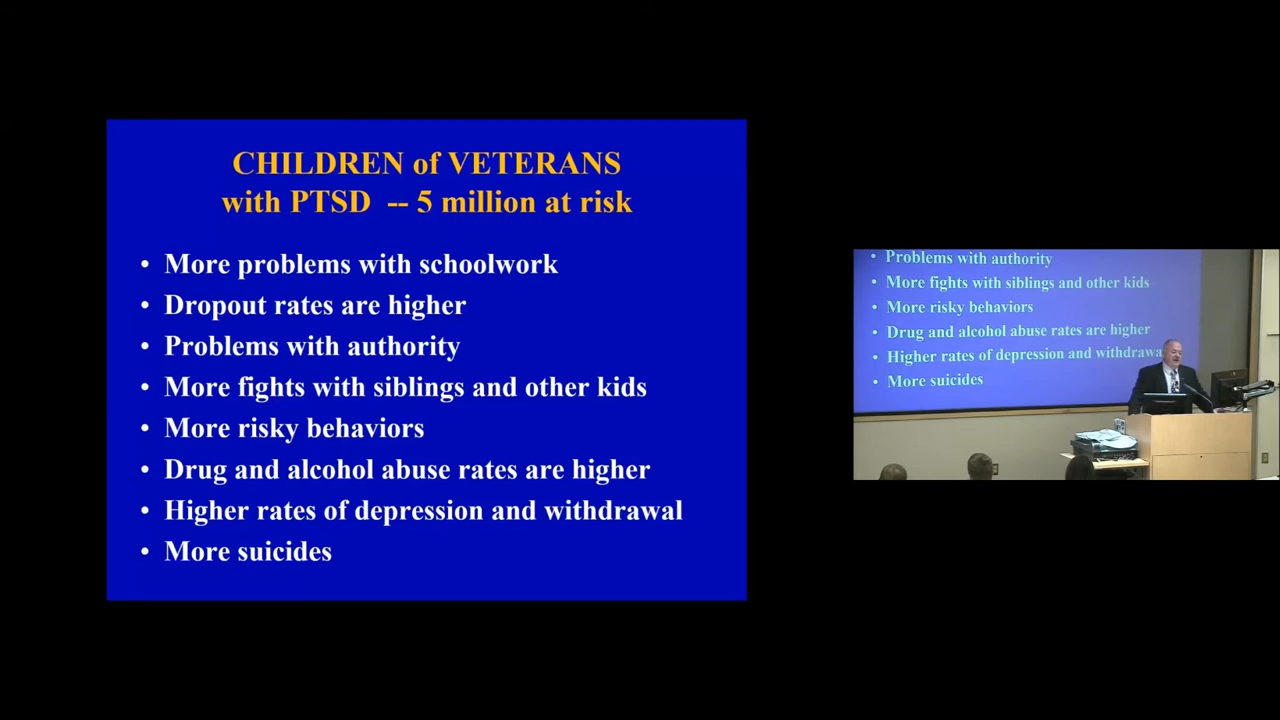 CHILDREN of VETERANS
with PTSD -- 5 million at risk
• More problems with schoolwork
• Dropout rates are higher
• Problems with authority
• More fights with siblings and other kids
• More risky behaviors
• Drug and alcohol abuse rates are higher
• Higher rates of depression and withdrawal
• More suicides
• Problems with authority
• More fights with siblings and other kids
• More risky behaviors
• Drug and alcohol abuse rates are higher
• Higher rates of depression and withdrawa
• More suicides